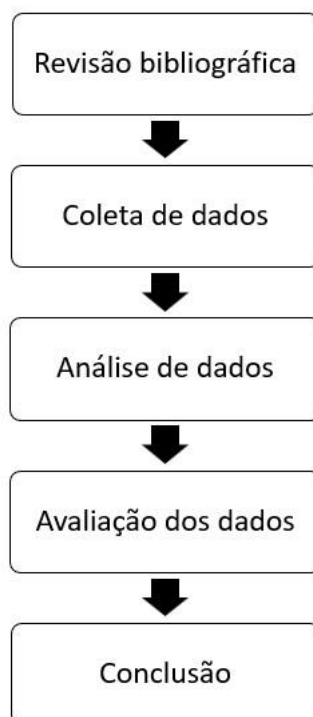 Revisão bibliográfica
Coleta de dados
Análise de dados
Avaliação dos dados
Conclusão